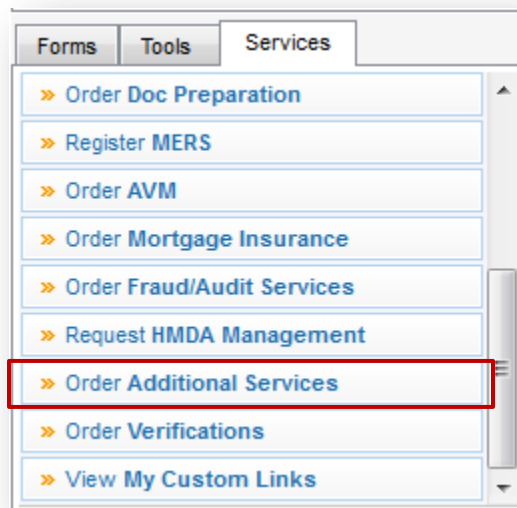 Forms Tools Services
» Order Doc Preparation
» Register MERS
» Order AVM
» Order Mortgage Insurance
» Order Fraud/Audit Services
» Request HMDA Management
» Order Additional Services
» Order Verifications
» View My Custom Links